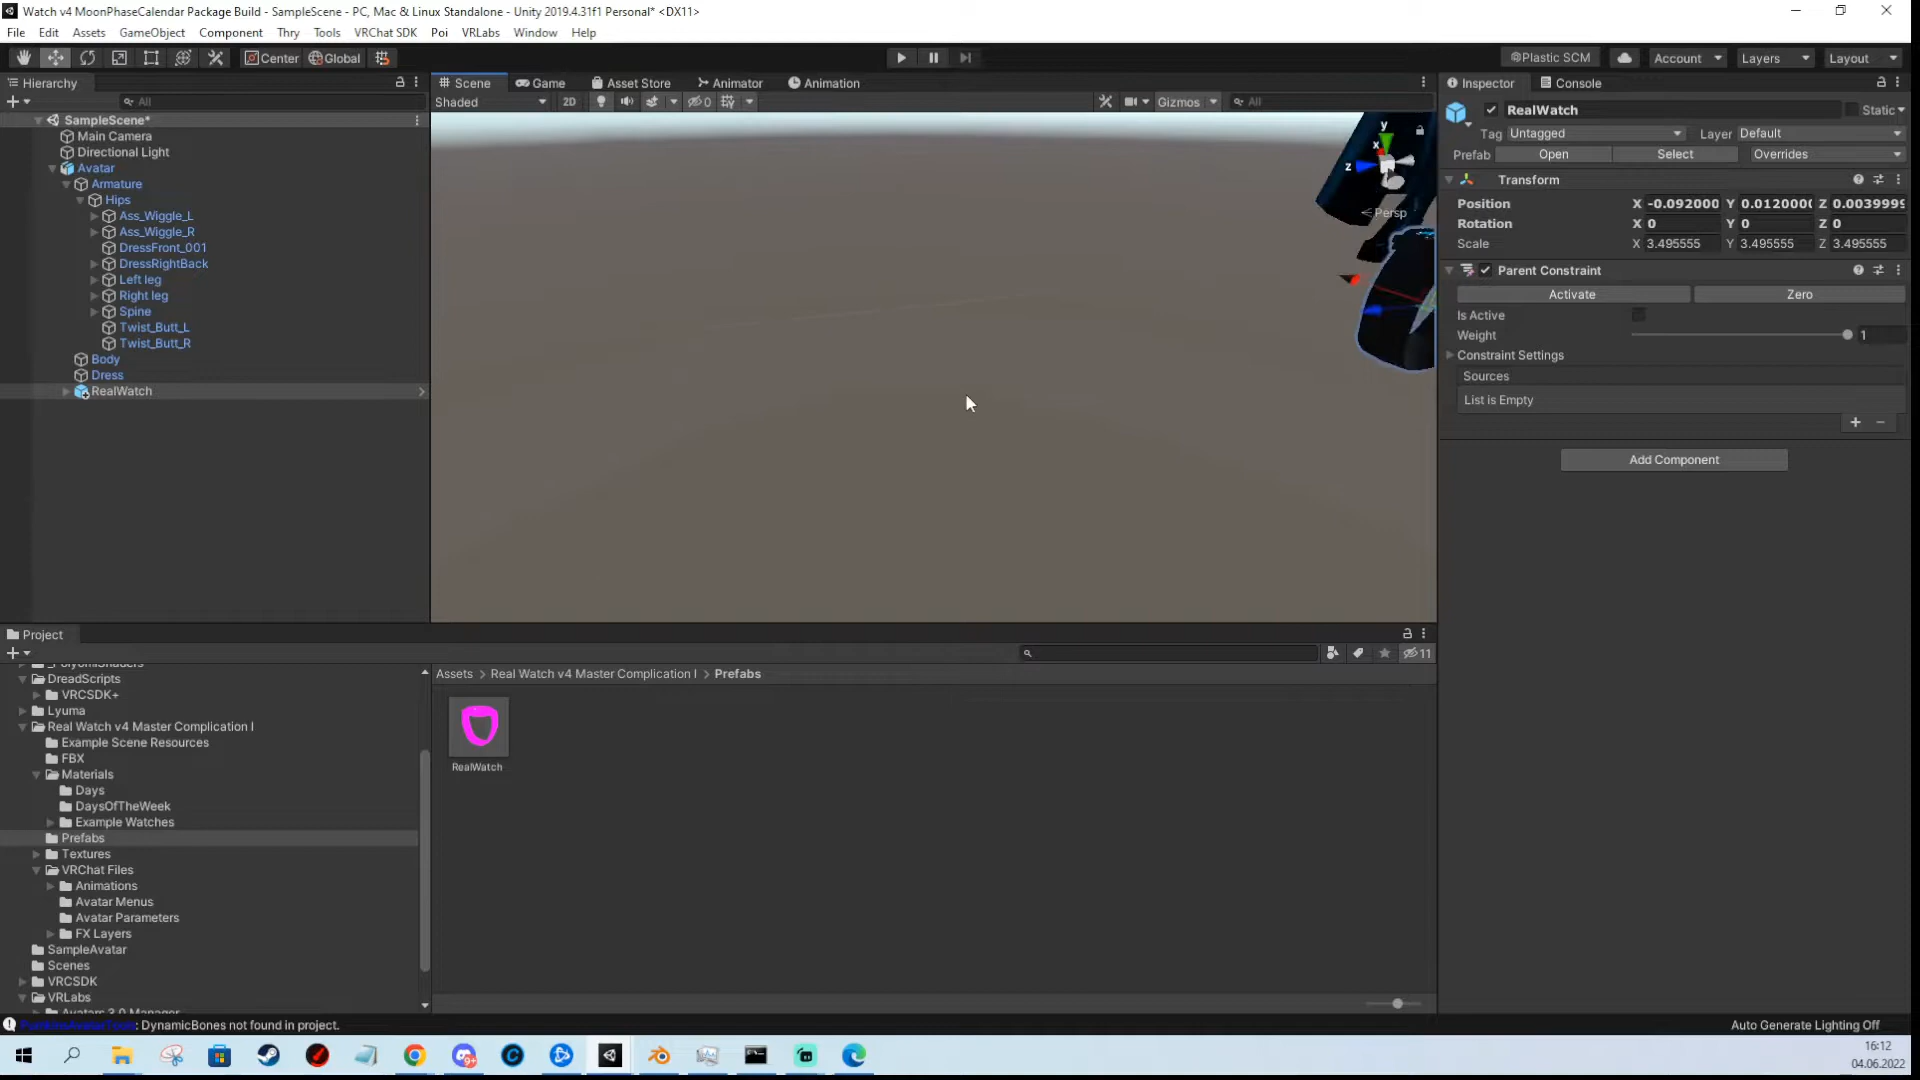 Watch v4 MoonPhaseCalendar Package Build - SampleScene - PC, Mac & Linux Standalone - Unity 2019.4.31f1 Personal* <DX11>
File Edit Assets GameObject Component Thry Tools VRChat SDK Poi VRLabs Window Help
Center Global Plastic SCM Account Layers Layout
Hierarchy Scene Game Asset Store Animator Animation Inspector Console
All Shaded 2D 0 Gizmos All
SampleScene*
Main Camera
Directional Light
Avatar
Armature
Hips
Ass_Wiggle_L
Ass_Wiggle_R
DressFront_001
DressRightBack
Left leg
Right leg
Spine
Twist_Butt_L
Twist_Butt_R
Body
Dress
RealWatch
y
x
z
Persp
RealWatch Static
Tag Untagged Layer Default
Prefab Open Select Overrides
Transform
Position X -0.092000 Y 0.012000 Z 0.003999
Rotation X 0 Y 0 Z 0
Scale X 3.495555 Y 3.495555 Z 3.495555
Parent Constraint
Activate Zero
Is Active
Weight 1
Constraint Settings
Sources
List is Empty
+ -
Add Component
Project
11
DreadScripts
VRCSDK+
Lyuma
Real Watch v4 Master Complication I
Example Scene Resources
FBX
Materials
Days
DaysOfTheWeek
Example Watches
Prefabs
Textures
VRChat Files
Animations
Avatar Menus
Avatar Parameters
FX Layers
SampleAvatar
Scenes
VRCSDK
VRLabs
Assets > Real Watch v4 Master Complication I > Prefabs
RealWatch
: DynamicBones not found in project.
Auto Generate Lighting Off
9+
16:12
04.06.2022